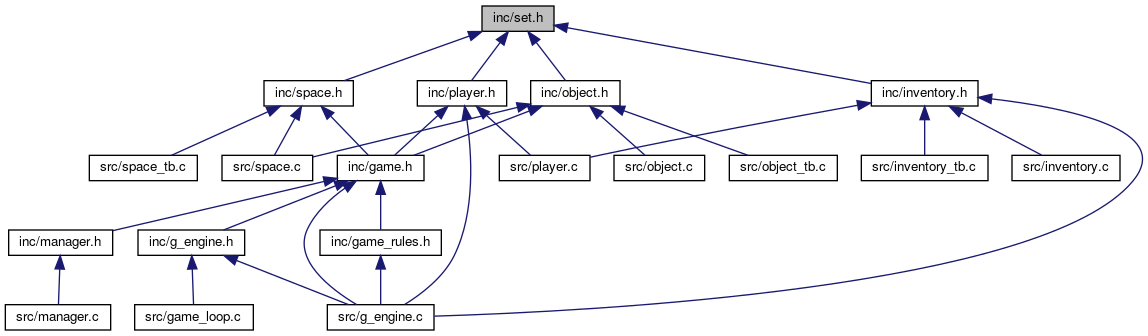 inc/set.h
inc/space.h
inc/player.h
inc/object.h
inc/inventory.h
src/space_tb.c
src/space.c
inc/game.h
src/player.c
src/object.c
src/object_tb.c
src/inventory_tb.c
src/inventory.c
inc/manager.h
inc/g_engine.h
inc/game_rules.h
src/manager.c
src/game_loop.c
src/g_engine.c